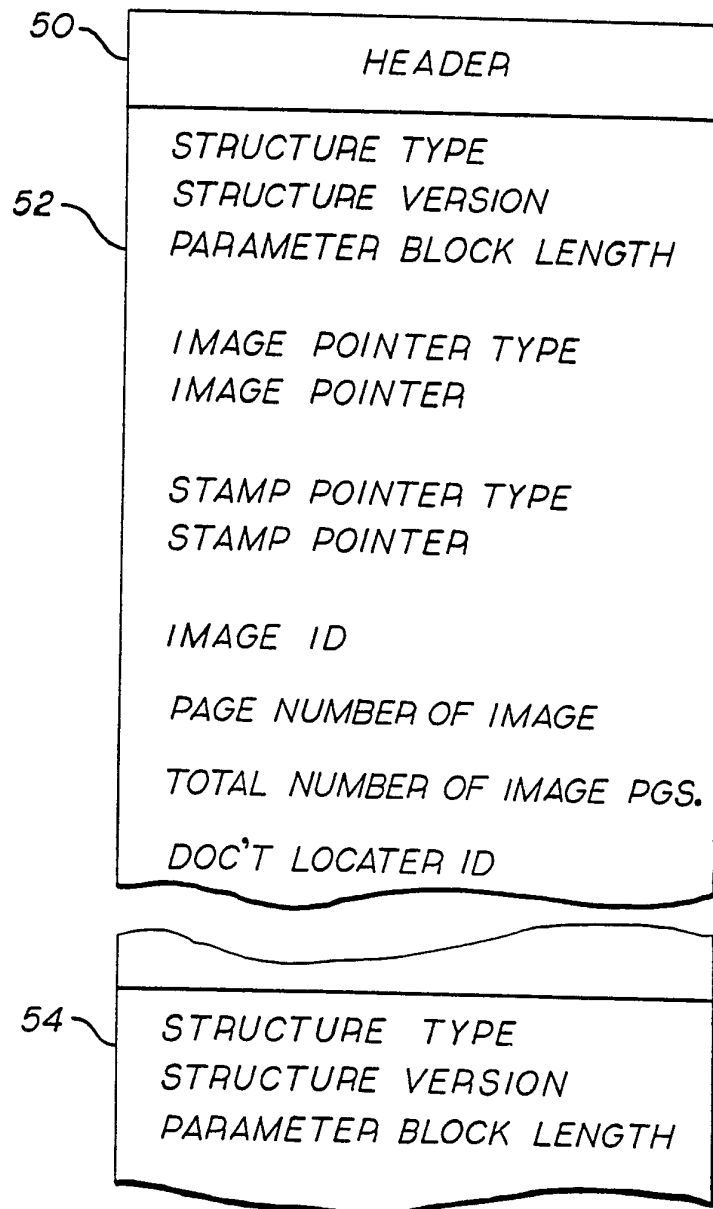 50
HEADER
52
STRUCTURE TYPE
STRUCTURE VERSION
PARAMETER BLOCK LENGTH
IMAGE POINTER TYPE
IMAGE POINTER
STAMP POINTER TYPE
STAMP POINTER
IMAGE ID
PAGE NUMBER OF IMAGE
TOTAL NUMBER OF IMAGE PGS.
DOC'T LOCATER ID
54
STRUCTURE TYPE
STRUCTURE VERSION
PARAMETER BLOCK LENGTH